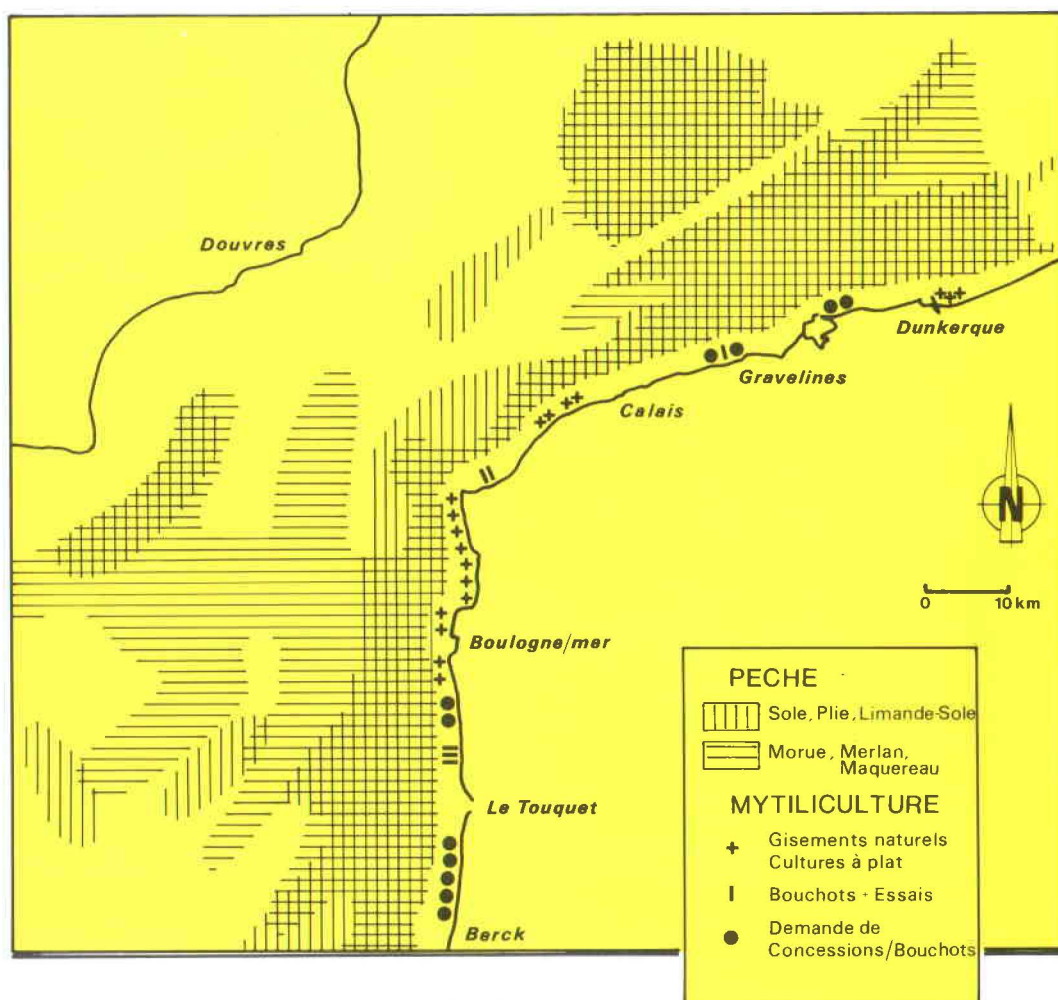 Douvres
Dunkerque
Gravelines
Calais
N
0 10 km
Boulogne/mer
Le Touquet
Berck
PECHE
Sole, Plie, Limande-Sole
Morue, Merlan,
Maquereau
MYTILICULTURE
Gisements naturels
Cultures à plat
Bouchots - Essais
Demande de
Concessions/Bouchots